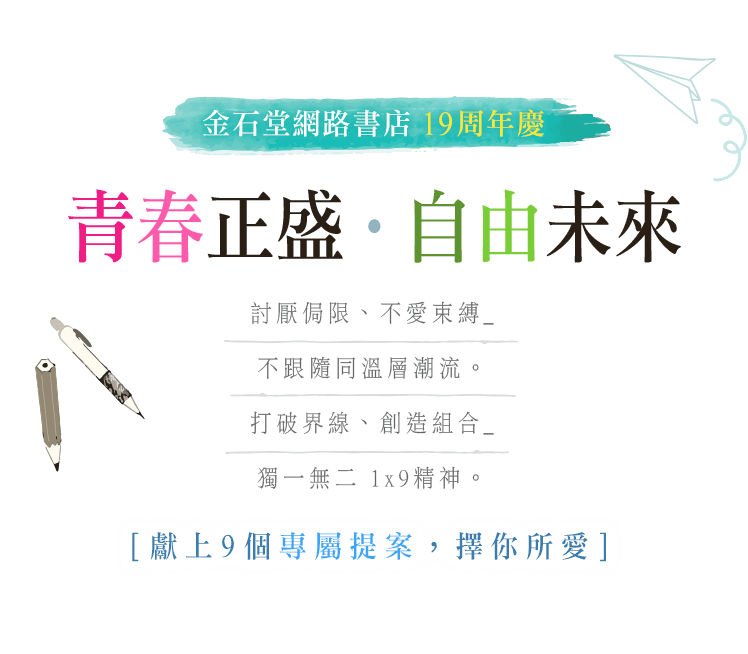 金石堂網路書店 19周年慶
青春正盛・自由未來
討厭侷限、不愛束縛_
不跟隨同溫層潮流。
打破界線、創造組合_
獨一無二 1x9精神。
[獻上9個專屬提案，擇你所愛]